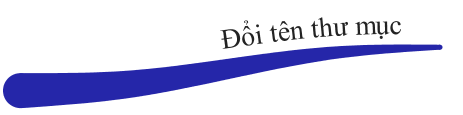 Đổi tên thư mục